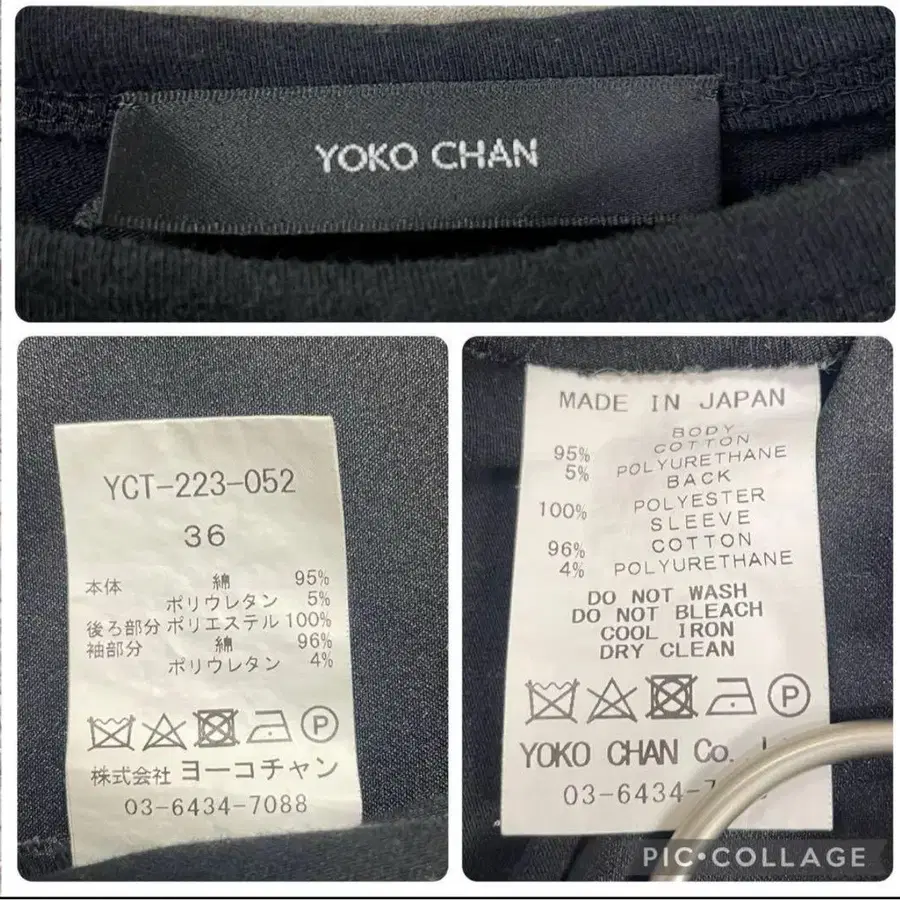 YOKO CHAN
YCT-223-052
36
本体 綿 95%
ポリウレタン 5%
後ろ部分 ポリエステル 100%
袖部分 綿 96%
ポリウレタン 4%
P
株式会社 ヨーコチャン
03-6434-7088
MADE IN JAPAN
BODY
95% COTTON
5% POLYURETHANE
BACK
100% POLYESTER
SLEEVE
96% COTTON
4% POLYURETHANE
DO NOT WASH
DO NOT BLEACH
COOL IRON
DRY CLEAN
P
YOKO CHAN Co.
03-6434-7
PIC•COLLAGE